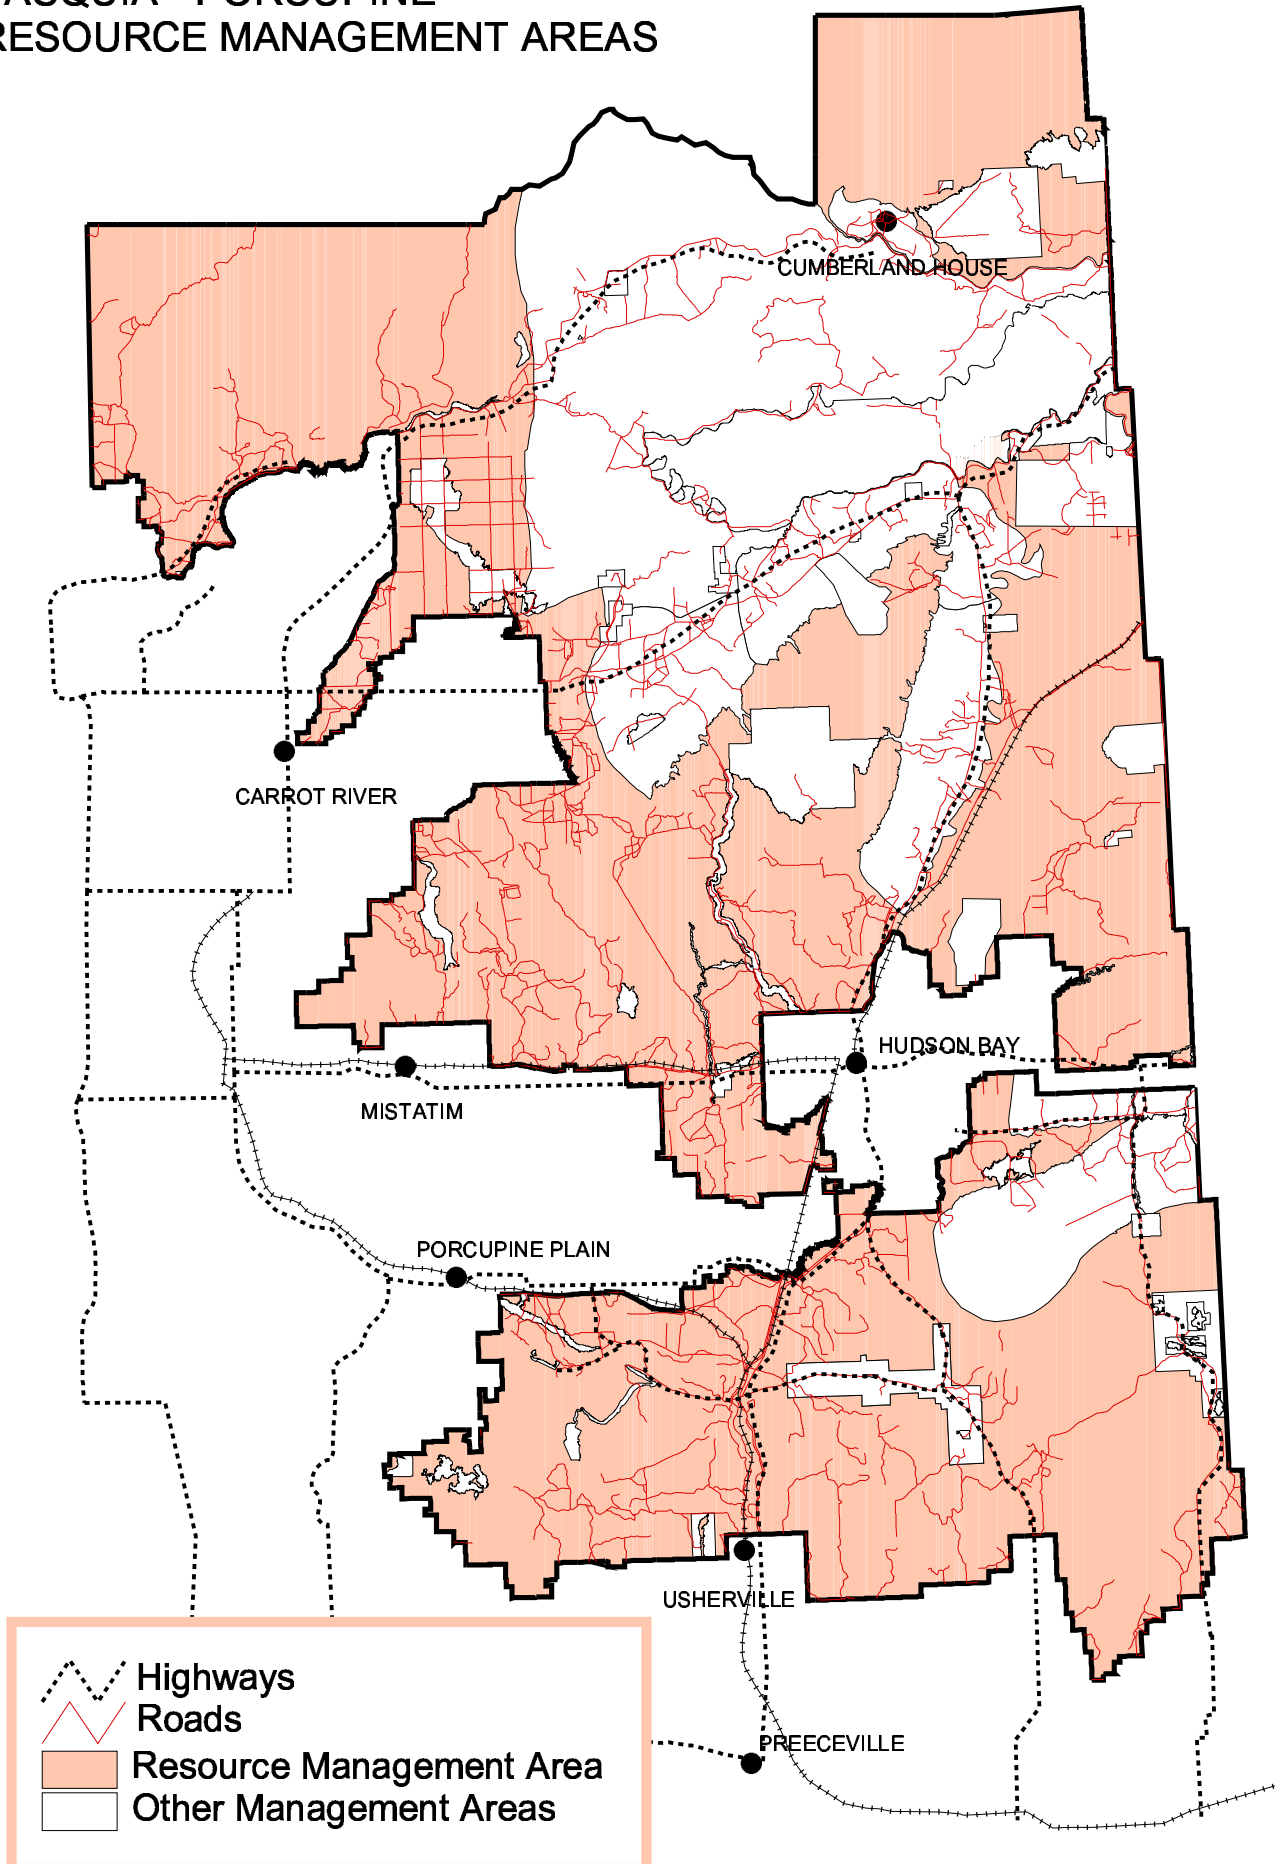 RESOURCE MANAGEMENT AREAS
CUMBERLAND HOUSE
CARROT RIVER
HUDSON BAY
MISTATIM
PORCUPINE PLAIN
USHERVILLE
PREECEVILLE
Highways
Roads
Resource Management Area
Other Management Areas